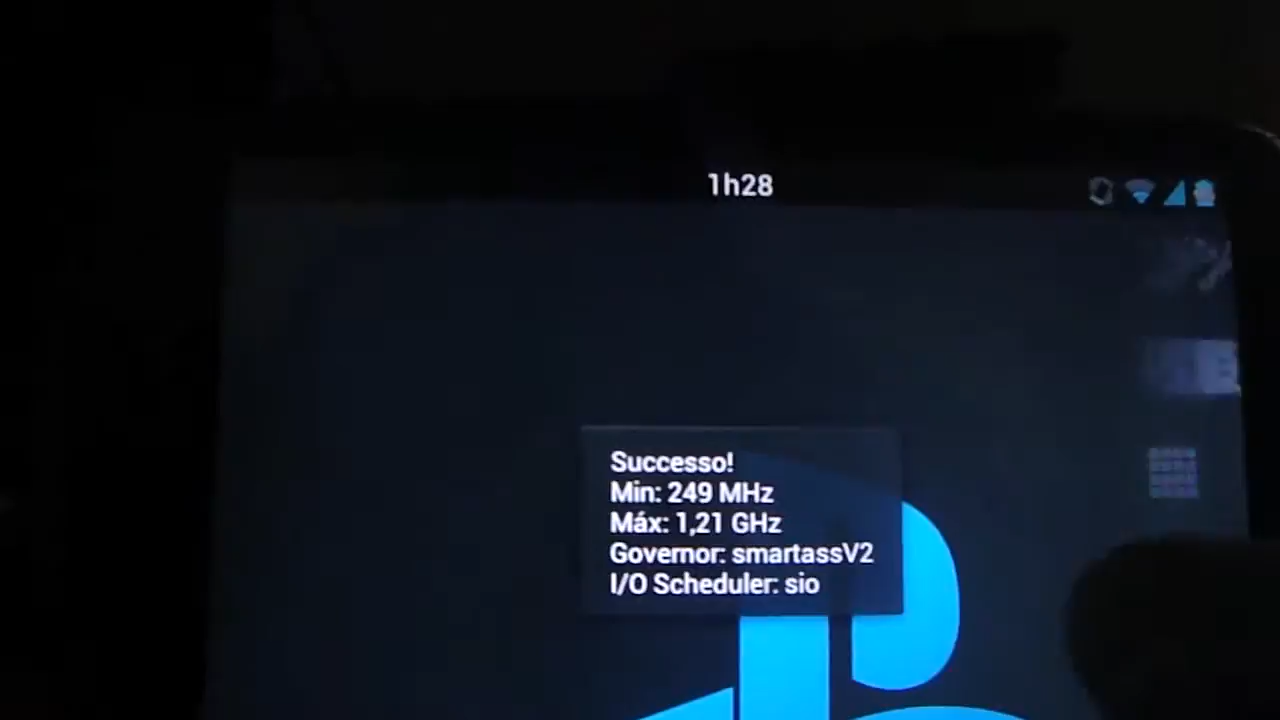 1h28
Successo!
Min: 249 MHz
Máx: 1,21 GHz
Governor: smartassV2
I/O Scheduler: sio